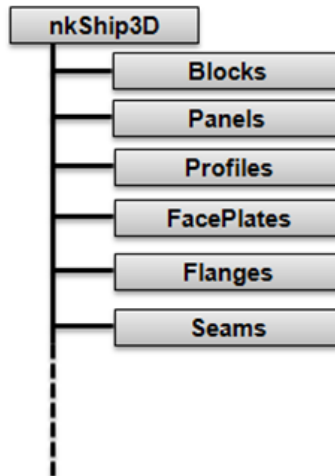 nkShip3D
Blocks
Panels
Profiles
FacePlates
Flanges
Seams